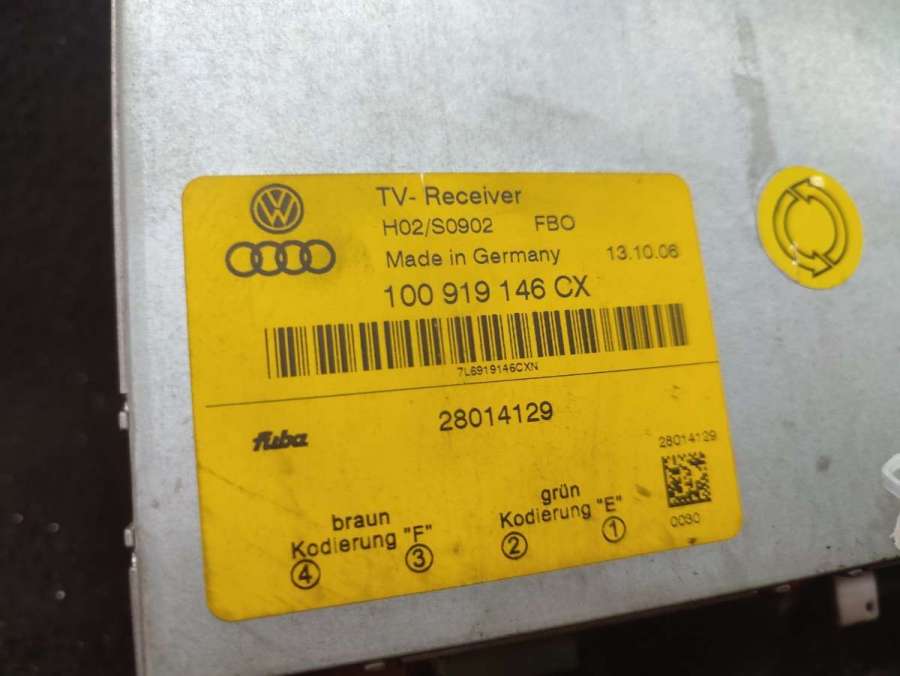 TV- Receiver
H02/S0902 FBO
Made in Germany 13.10.06
100 919 146 CX
7L6919146CXN
28014129
fuba
28014129
0080
braun
Kodierung "F"
④ ③
grün
Kodierung "E"
② ①